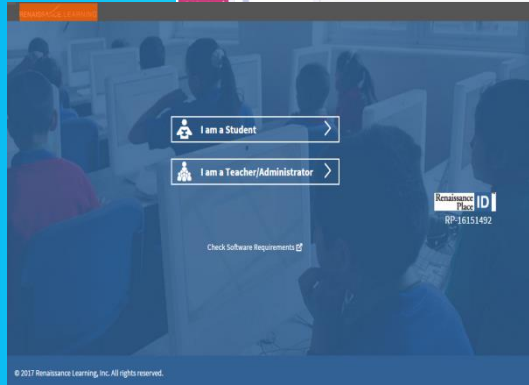 RENAISSANCE LEARNING
I am a Student
I am a Teacher/Administrator
Renaissance
Place ID
RP-16151492
Check Software Requirements
© 2017 Renaissance Learning, Inc. All rights reserved.